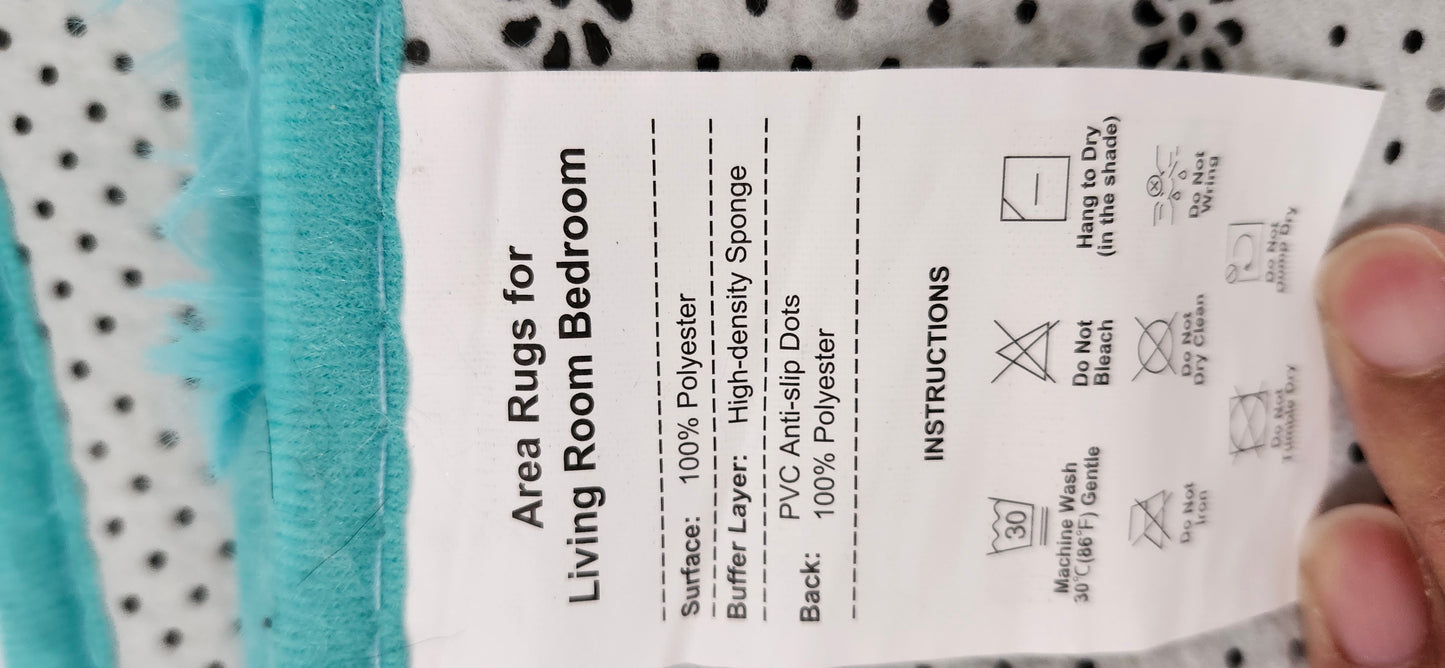 Area Rugs for
Living Room Bedroom
Surface: 100% Polyester
Buffer Layer: High-density Sponge
Back: PVC Anti-slip Dots
100% Polyester
INSTRUCTIONS
30
Machine Wash
30°C(86°F) Gentle
Do Not
Bleach
Hang to Dry
(in the shade)
Do Not
Iron
Do Not
Dry Clean
Do Not
Wring
Do Not
Tumble Dry
Do Not
Dry